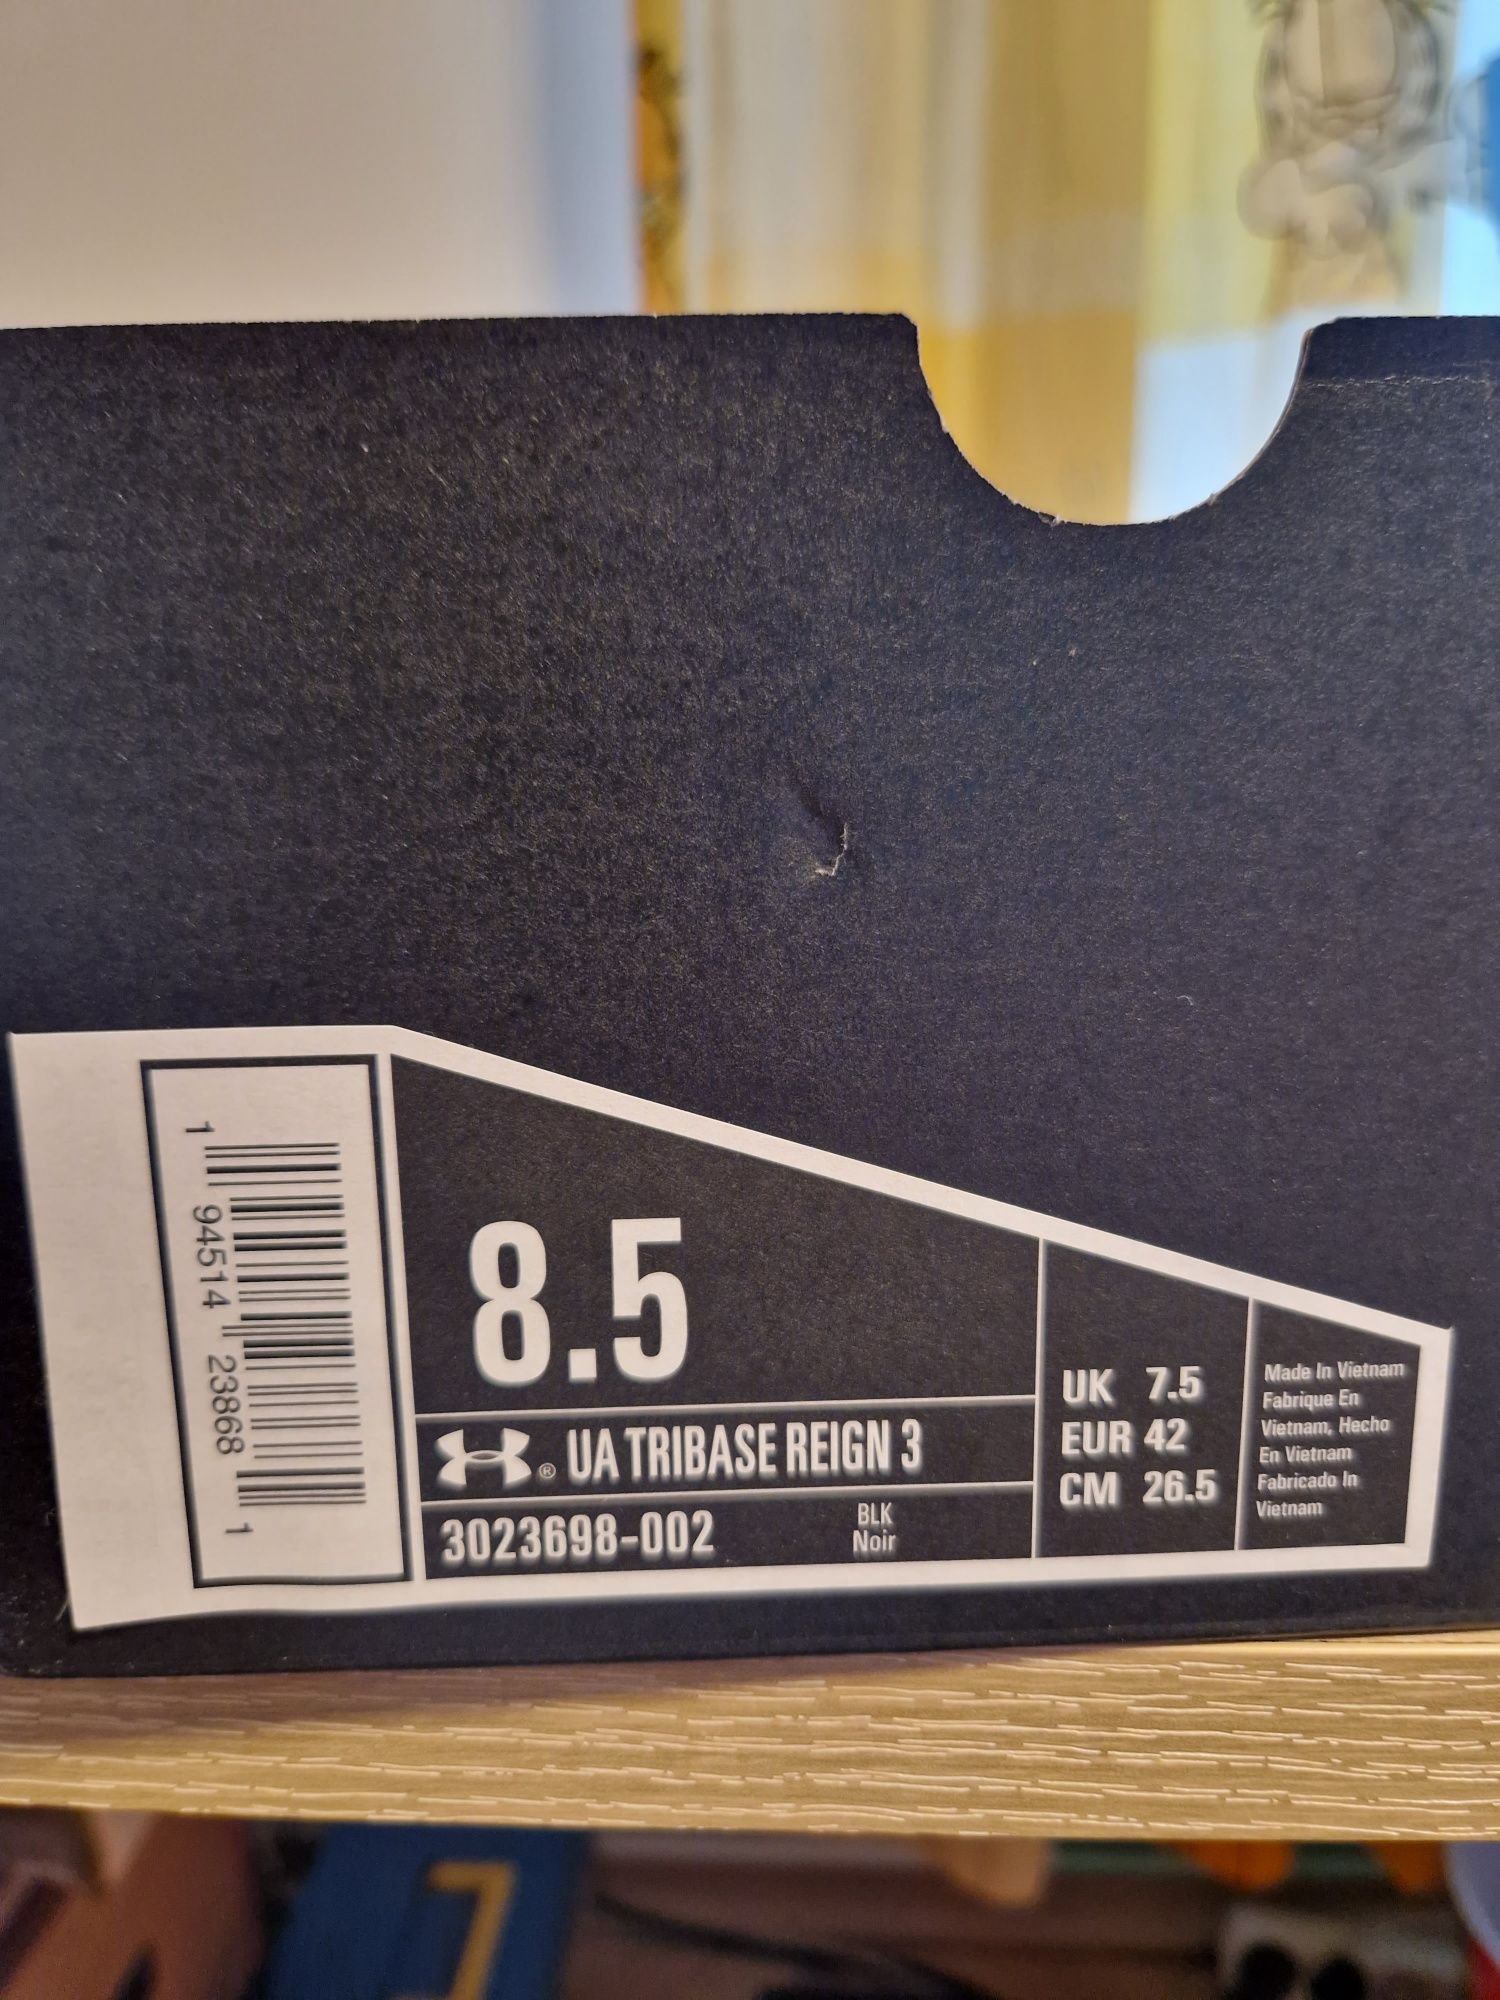 1 94514 23868 1
8.5
® UA TRIBASE REIGN 3
3023698-002
BLK
Noir
UK 7.5
EUR 42
CM 26.5
Made In Vietnam
Fabrique En
Vietnam, Hecho
En Vietnam
Fabricado In
Vietnam